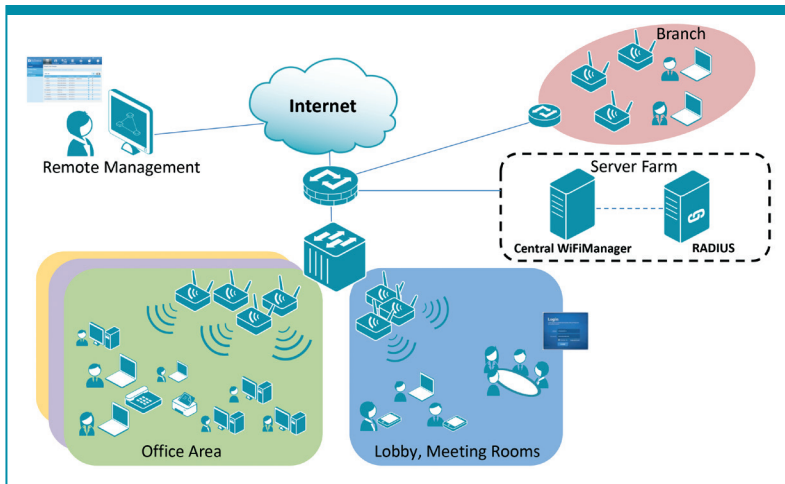 Branch
Internet
Remote Management
Server Farm
Central WiFiManager
RADIUS
Login
Office Area
Lobby, Meeting Rooms